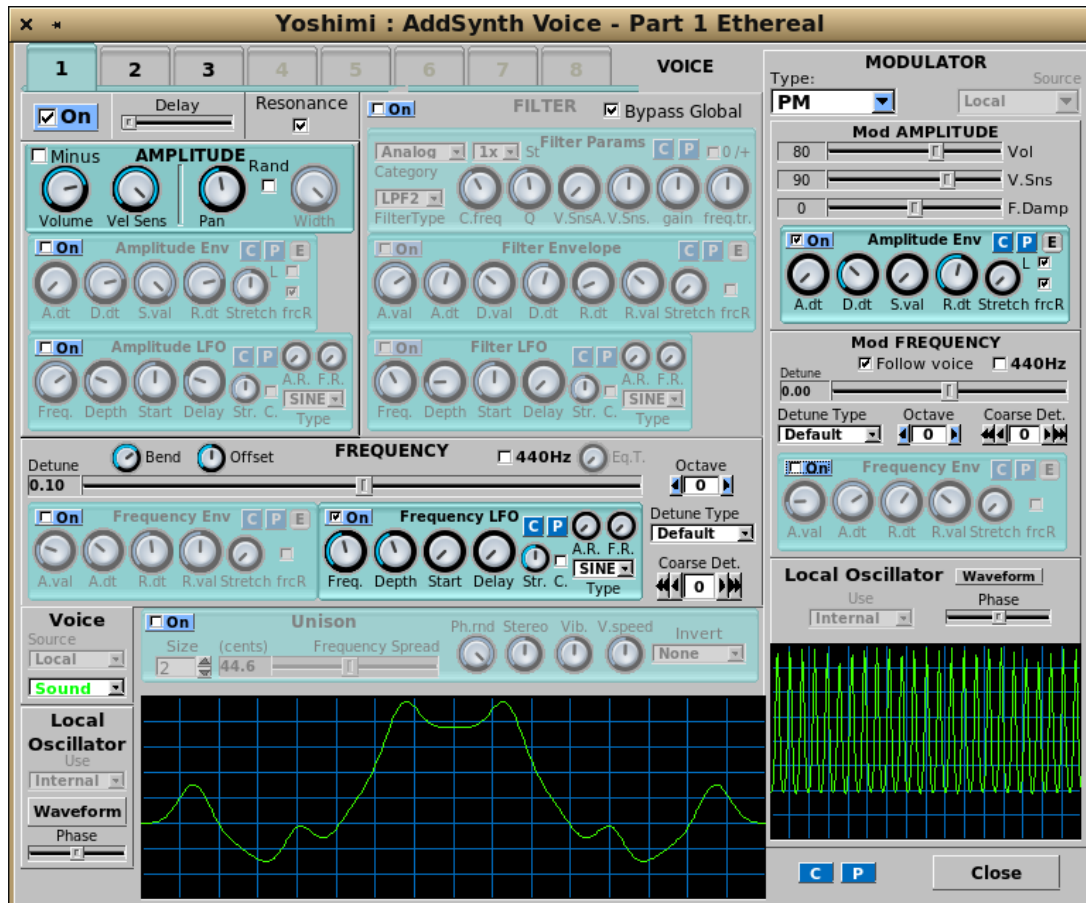 Yoshimi : AddSynth Voice - Part 1 Ethereal
1 2 3 4 5 6 7 8 VOICE
On Delay Resonance
On FILTER Bypass Global
Minus AMPLITUDE Rand
Volume Vel Sens Pan Width
Analog 1x St Filter Params C P 0 /+
Category
LPF2
FilterType C.freq Q V.SnsA. V.Sns. gain freq.tr.
On Amplitude Env C P E
L
A.dt D.dt S.val R.dt Stretch frcR
On Filter Envelope C P E
A.val A.dt D.val D.dt R.dt R.val Stretch frcR
On Amplitude LFO C P A.R. F.R.
SINE
Freq. Depth Start Delay Str. C. Type
On Filter LFO C P A.R. F.R.
SINE
Freq. Depth Start Delay Str. C. Type
Bend Offset FREQUENCY 440Hz Eq.T. Octave
Detune
0.10 0
On Frequency Env C P E
A.val A.dt R.dt R.val Stretch frcR
On Frequency LFO C P A.R. F.R.
SINE
Freq. Depth Start Delay Str. C. Type
Detune Type
Default
Coarse Det.
0
Voice
Source
Local
Sound
On Unison
Size (cents) Frequency Spread Ph.rnd Stereo Vib. V.speed Invert
2 44.6 None
Local
Oscillator
Use
Internal
Waveform
Phase
MODULATOR
Type: Source
PM Local
Mod AMPLITUDE
80 Vol
90 V.Sns
0 F.Damp
On Amplitude Env C P E
L
A.dt D.dt S.val R.dt Stretch frcR
Mod FREQUENCY
Follow voice 440Hz
Detune
0.00
Detune Type Octave Coarse Det.
Default 0 0
On Frequency Env C P E
A.val A.dt R.dt R.val Stretch frcR
Local Oscillator Waveform
Use Phase
Internal
C P Close